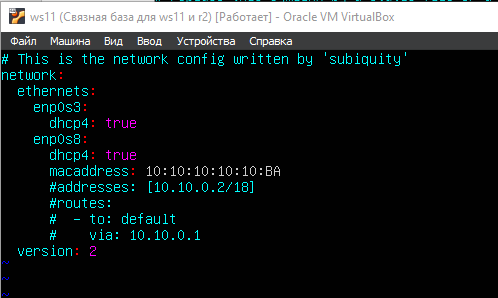 ws11 (Связная база для ws11 и r2) [Работает] - Oracle VM VirtualBox
Файл Машина Вид Ввод Устройства Справка
# This is the network config written by 'subiquity'
network:
  ethernets:
    enp0s3:
      dhcp4: true
    enp0s8:
      dhcp4: true
      macaddress: 10:10:10:10:10:BA
      #addresses: [10.10.0.2/18]
      #routes:
      #  - to: default
      #    via: 10.10.0.1
  version: 2
~
~